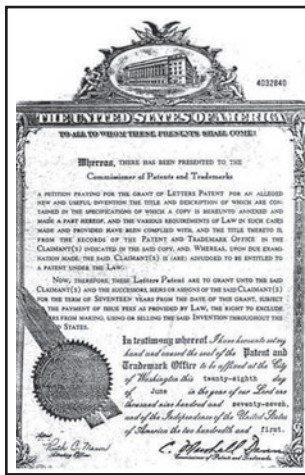 4032840
THE UNITED STATES OF AMERICA
TO ALL TO WHOM THESE PRESENTS SHALL COME:
Whereas, THERE HAS BEEN PRESENTED TO THE
Commissioner of Patents and Trademarks
A PETITION PRAYING FOR THE GRANT OF LETTERS PATENT FOR AN ALLEGED
NEW AND USEFUL INVENTION THE TITLE AND DESCRIPTION OF WHICH ARE CON-
TAINED IN THE SPECIFICATIONS OF WHICH A COPY IS HEREUNTO ANNEXED AND
MADE A PART HEREOF, AND THE VARIOUS REQUIREMENTS OF LAW IN SUCH CASES
MADE AND PROVIDED HAVE BEEN COMPLIED WITH, AND THE TITLE THERETO IS,
FROM THE RECORDS OF THE PATENT AND TRADEMARK OFFICE IN THE
CLAIMANT(S) INDICATED IN THE SAID COPY, AND WHEREAS, UPON DUE EXAMI-
NATION MADE, THE SAID CLAIMANT(S) IS (ARE) ADJUDGED TO BE ENTITLED TO
A PATENT UNDER THE LAW.
NOW, THEREFORE, THESE Letters Patent ARE TO GRANT UNTO THE SAID
CLAIMANT(S) AND THE SUCCESSORS, HEIRS OR ASSIGNS OF THE SAID CLAIMANT(S)
FOR THE TERM OF SEVENTEEN YEARS FROM THE DATE OF THIS GRANT, SUBJECT
THE PAYMENT OF ISSUE FEES AS PROVIDED BY LAW, THE RIGHT TO EXCLUDE
ERS FROM MAKING, USING OR SELLING THE SAID INVENTION THROUGHOUT THE
STATES.
In testimony whereof I have hereunto set my
hand and caused the seal of the Patent and
Trademark Office to be affixed at the City
of Washington this twenty-eighth day
of June in the year of our Lord one
thousand nine hundred and seventy-seven,
and of the Independence of the United States
of America the two hundredth and first.
Ruth C. Mason
C. Marshall Dann